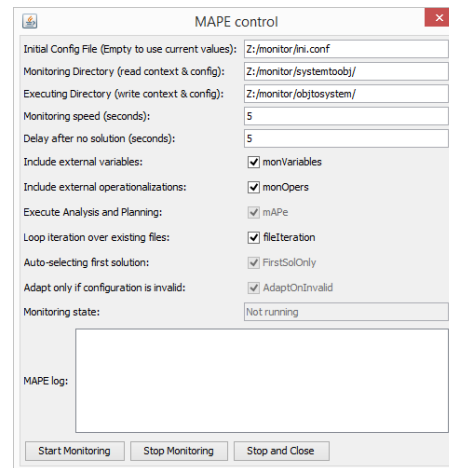 MAPE control
Initial Config File (Empty to use current values): Z:/monitor/ini.conf
Monitoring Directory (read context & config): Z:/monitor/systemtoobj/
Executing Directory (write context & config): Z:/monitor/objtosystem/
Monitoring speed (seconds): 5
Delay after no solution (seconds): 5
Include external variables: monVariables
Include external operationalizations: monOpers
Execute Analysis and Planning: mAPe
Loop iteration over existing files: fileIteration
Auto-selecting first solution: FirstSolOnly
Adapt only if configuration is invalid: AdaptOnInvalid
Monitoring state: Not running
MAPE log:
Start Monitoring Stop Monitoring Stop and Close